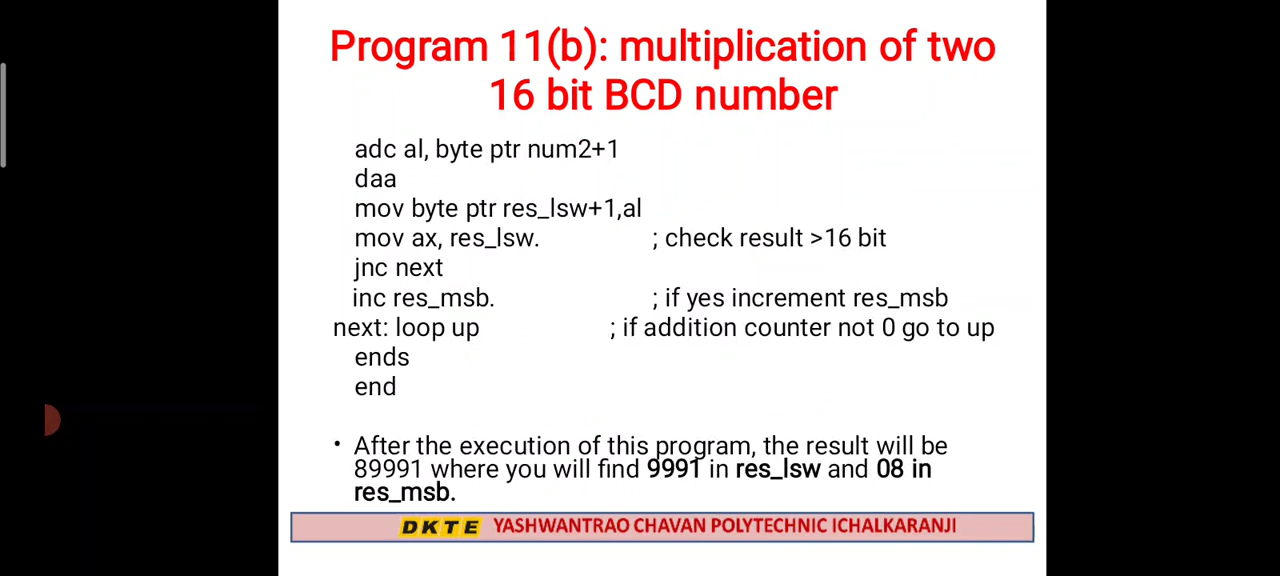 Program 11(b): multiplication of two
16 bit BCD number
adc al, byte ptr num2+1
daa
mov byte ptr res_lsw+1,al
mov ax, res_lsw. ; check result >16 bit
jnc next
inc res_msb. ; if yes increment res_msb
next: loop up ; if addition counter not 0 go to up
ends
end
• After the execution of this program, the result will be
89991 where you will find 9991 in res_lsw and 08 in
res_msb.
DKTE YASHWANTRAO CHAVAN POLYTECHNIC ICHALKARANJI